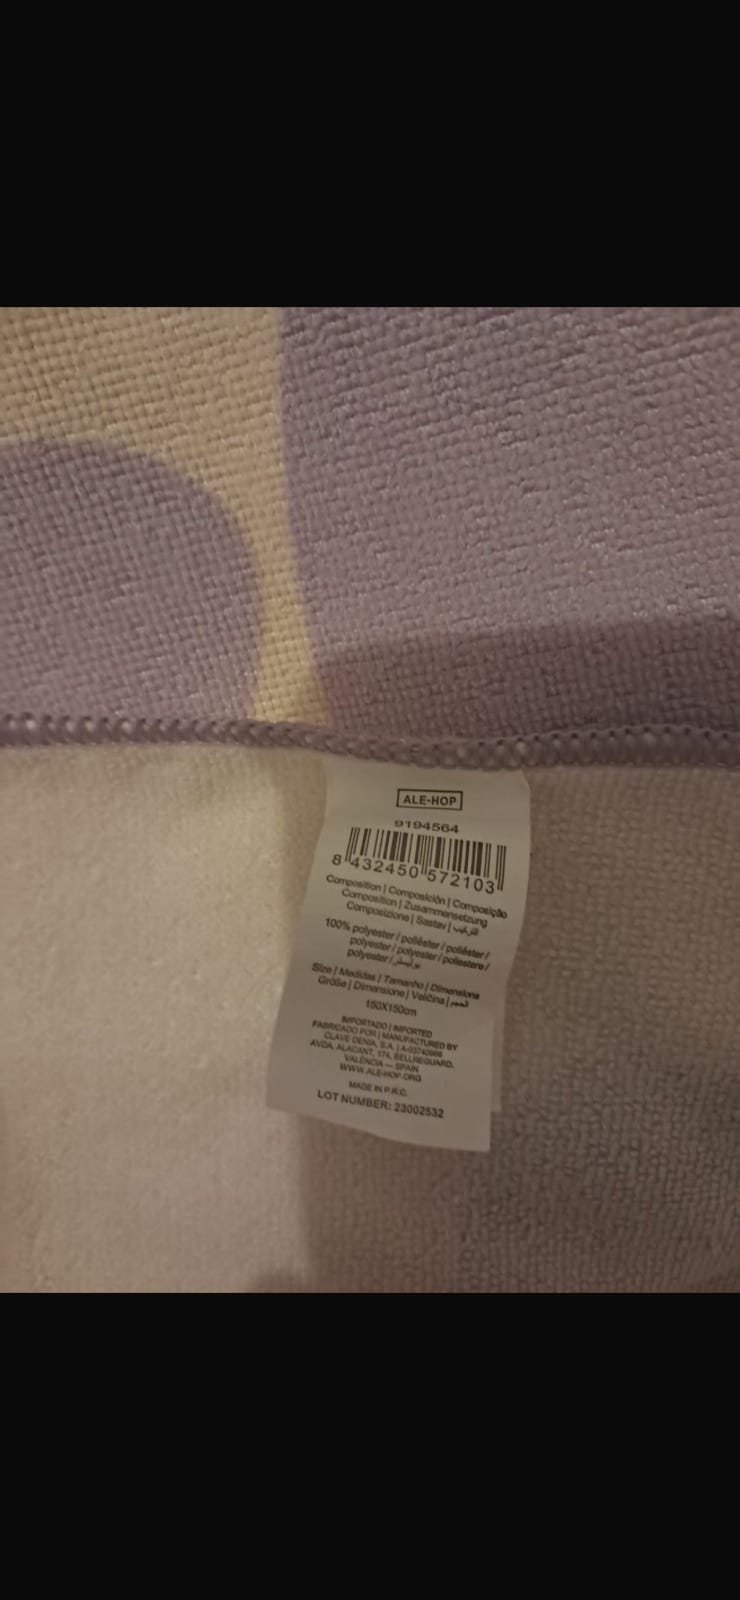 ALE-HOP
9194564
8 432450 572103
Composition | Composición | Composição
Composition | Zusammensetzung
Composizione | Sastav | التركيب
100% polyester / poliéster / poliéster /
polyester / polyester / poliestere /
polyester / بوليستر
Size | Medidas | Tamanho | Dimensions
Größe | Dimensione | Veličina | الحجم
150X150cm
IMPORTADO | IMPORTED
FABRICADO POR | MANUFACTURED BY
CLAVE DENIA, S.A. | A-03740666
AVDA. ALACANT, 174, BELLREGUARD,
VALÈNCIA — SPAIN
WWW.ALE-HOP.ORG
MADE IN P.R.C.
LOT NUMBER: 23002532